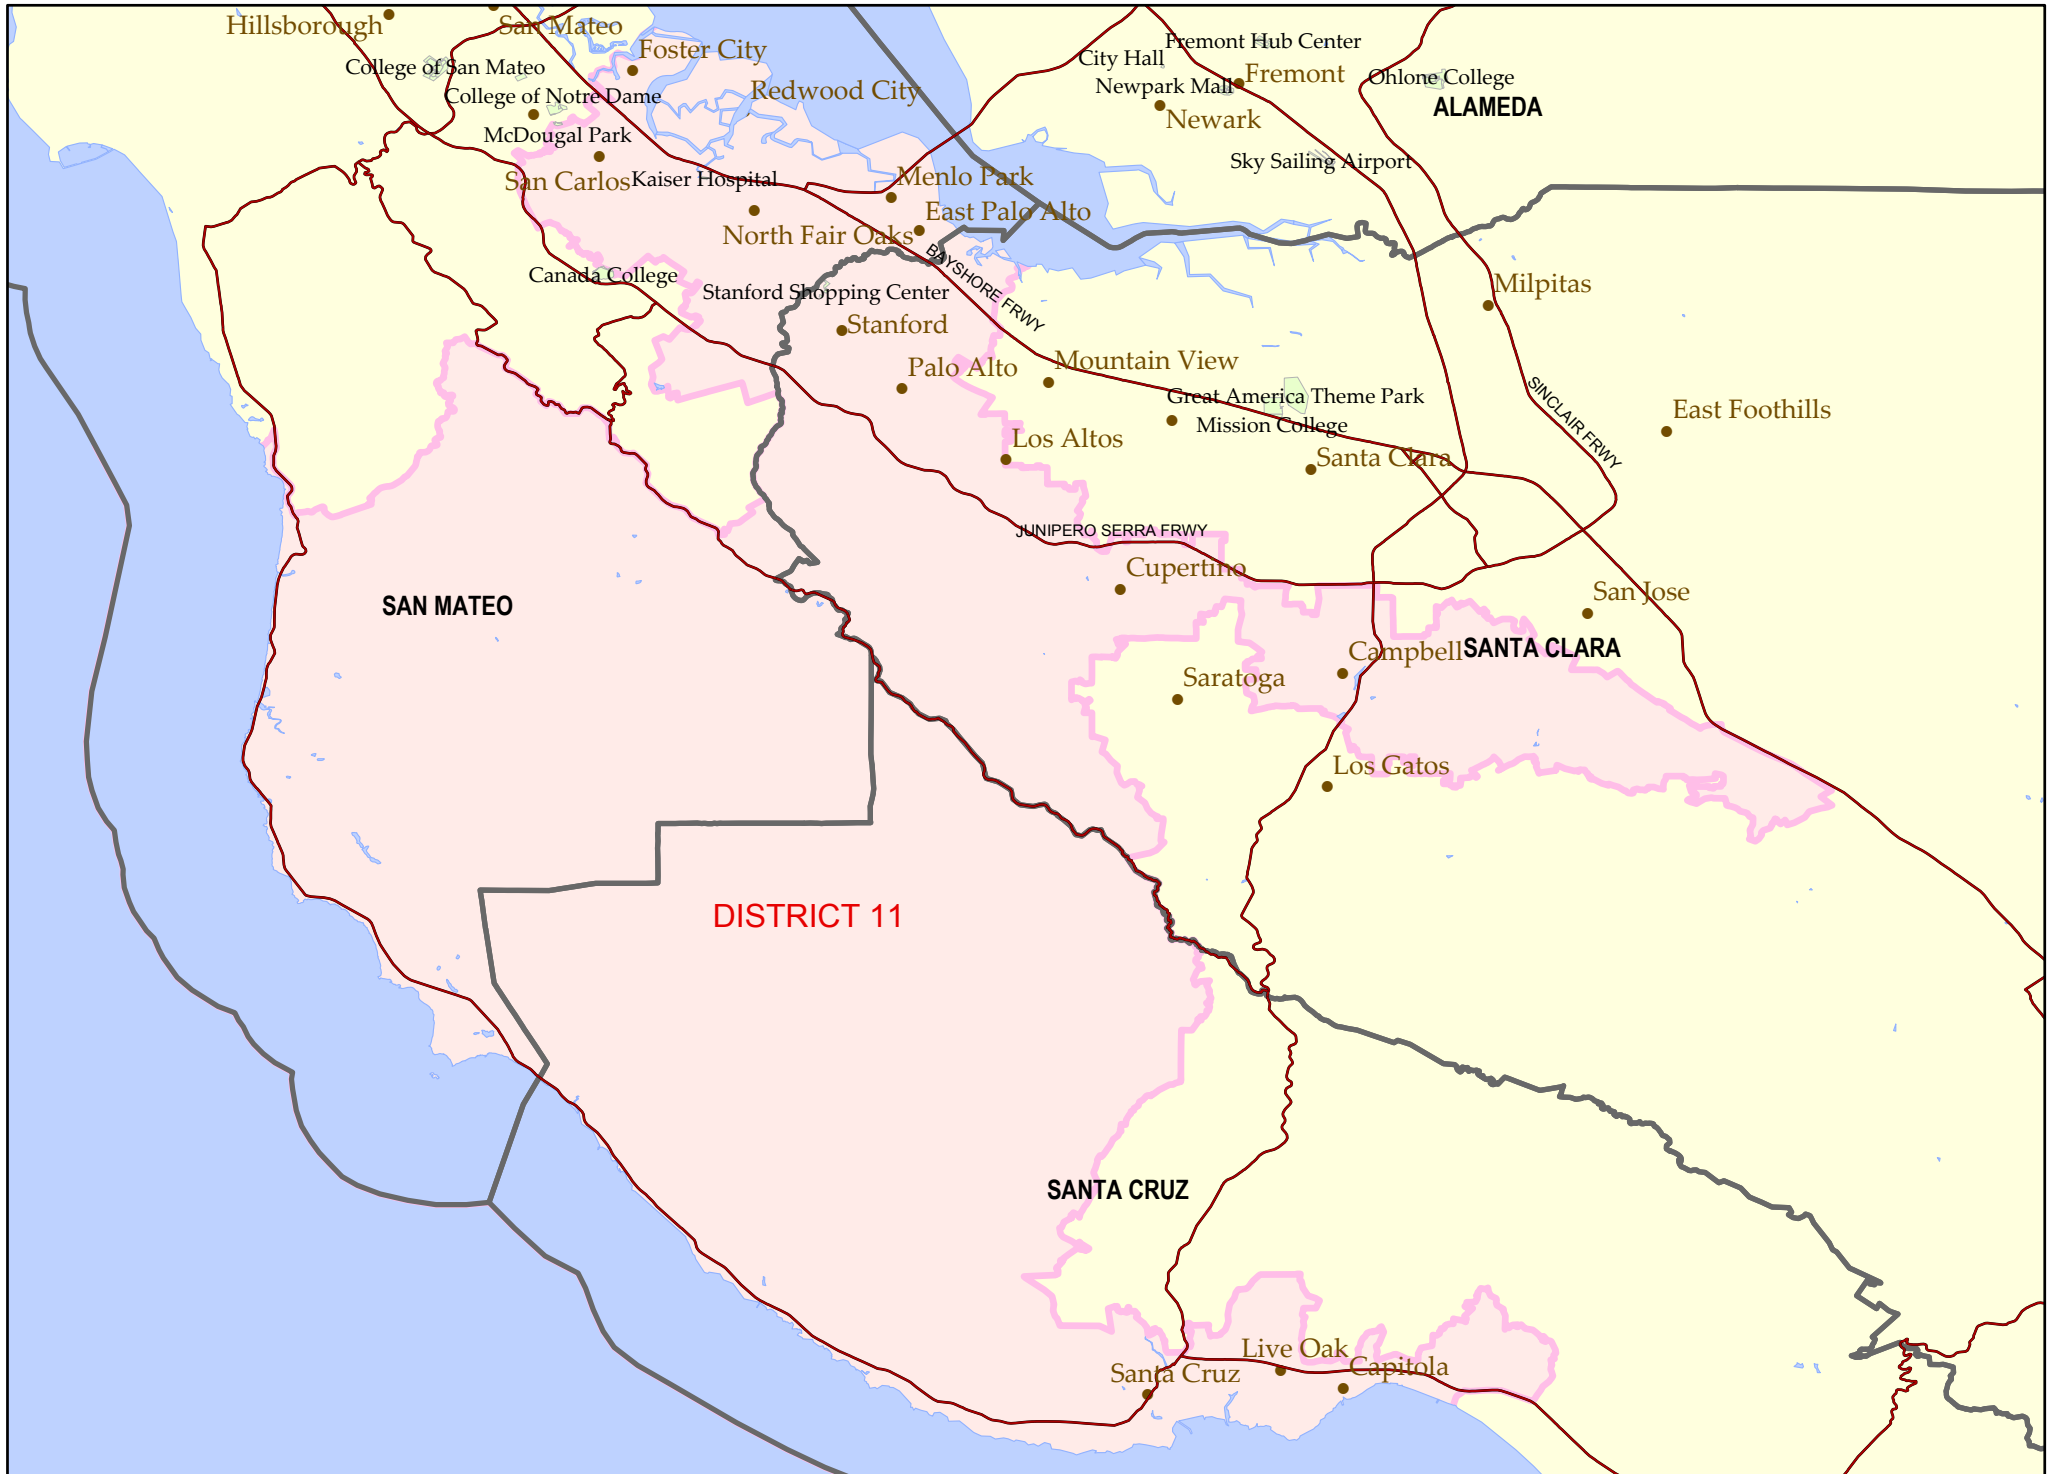 Hillsborough
San Mateo
Foster City
City Hall
Fremont Hub Center
College of San Mateo
Redwood City
Newpark Mall
Fremont
Ohlone College
College of Notre Dame
Newark
ALAMEDA
McDougal Park
Sky Sailing Airport
San Carlos
Kaiser Hospital
Menlo Park
East Palo Alto
North Fair Oaks
BAYSHORE FRWY
Canada College
Stanford Shopping Center
Milpitas
Stanford
Palo Alto
Mountain View
Great America Theme Park
SINCLAIR FRWY
East Foothills
Mission College
Los Altos
Santa Clara
JUNIPERO SERRA FRWY
Cupertino
San Jose
SAN MATEO
Campbell
SANTA CLARA
Saratoga
Los Gatos
DISTRICT 11
SANTA CRUZ
Live Oak
Santa Cruz
Capitola